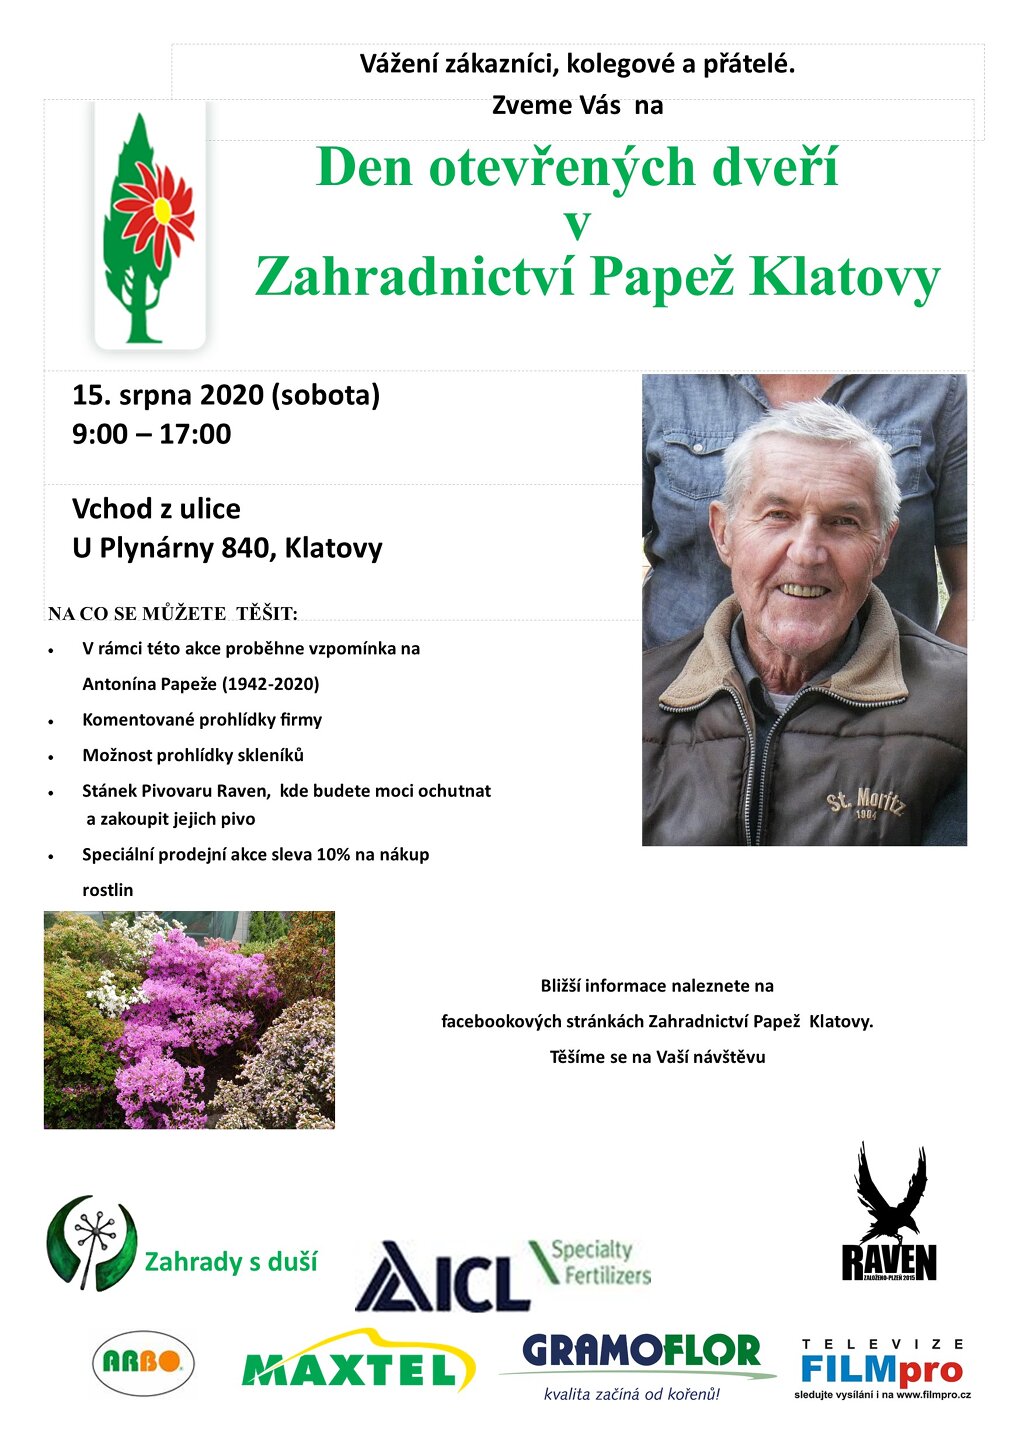 Vážení zákazníci, kolegové a přátelé.
Zveme Vás na
Den otevřených dveří
v
Zahradnictví Papež Klatovy
15. srpna 2020 (sobota)
9:00 – 17:00
Vchod z ulice
U Plynárny 840, Klatovy
NA CO SE MŮŽETE TĚŠIT:
• V rámci této akce proběhne vzpomínka na
Antonína Papeže (1942-2020)
• Komentované prohlídky firmy
• Možnost prohlídky skleníků
• Stánek Pivovaru Raven, kde budete moci ochutnat
a zakoupit jejich pivo
• Speciální prodejní akce sleva 10% na nákup
rostlin
St. Moritz
1984
Bližší informace naleznete na
facebookových stránkách Zahradnictví Papež Klatovy.
Těšíme se na Vaší návštěvu
Zahrady s duší
ICL
Specialty
Fertilizers
RAVEN
ZALOŽENO-PLZEŇ 2015
ARBO
MAXTEL
GRAMOFLOR
kvalita začíná od kořenů!
TELEVIZE
FILMpro
sledujte vysílání i na www.filmpro.cz